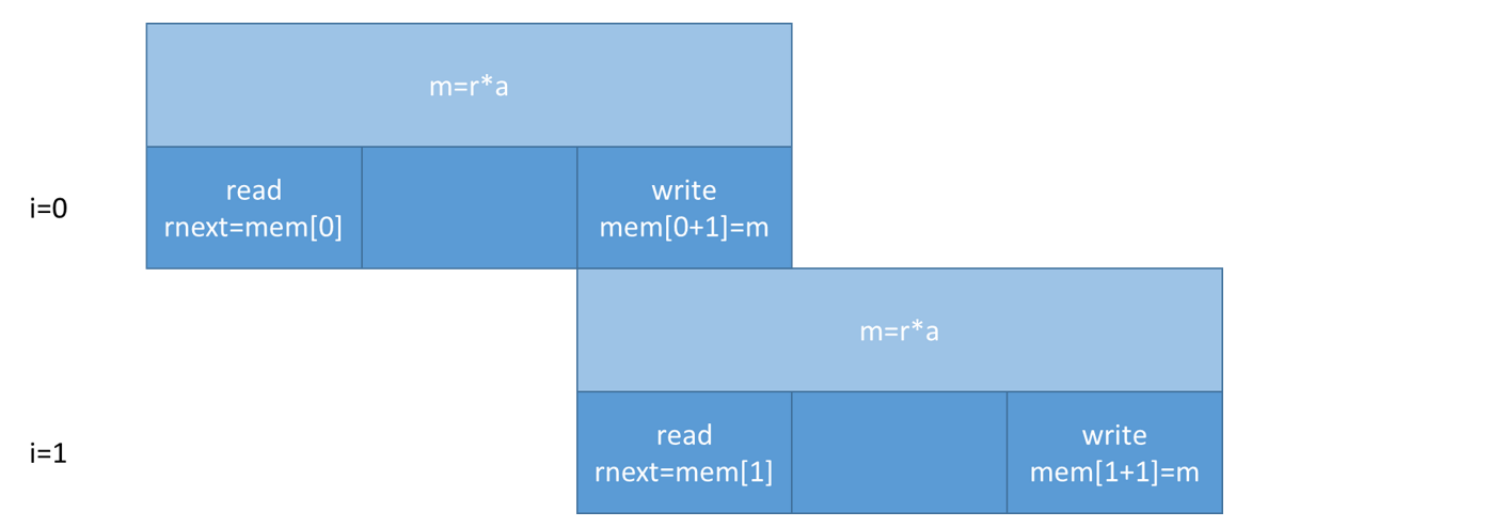 m=r*a
read
rnext=mem[0]
write
mem[0+1]=m
i=0
m=r*a
read
rnext=mem[1]
write
mem[1+1]=m
i=1